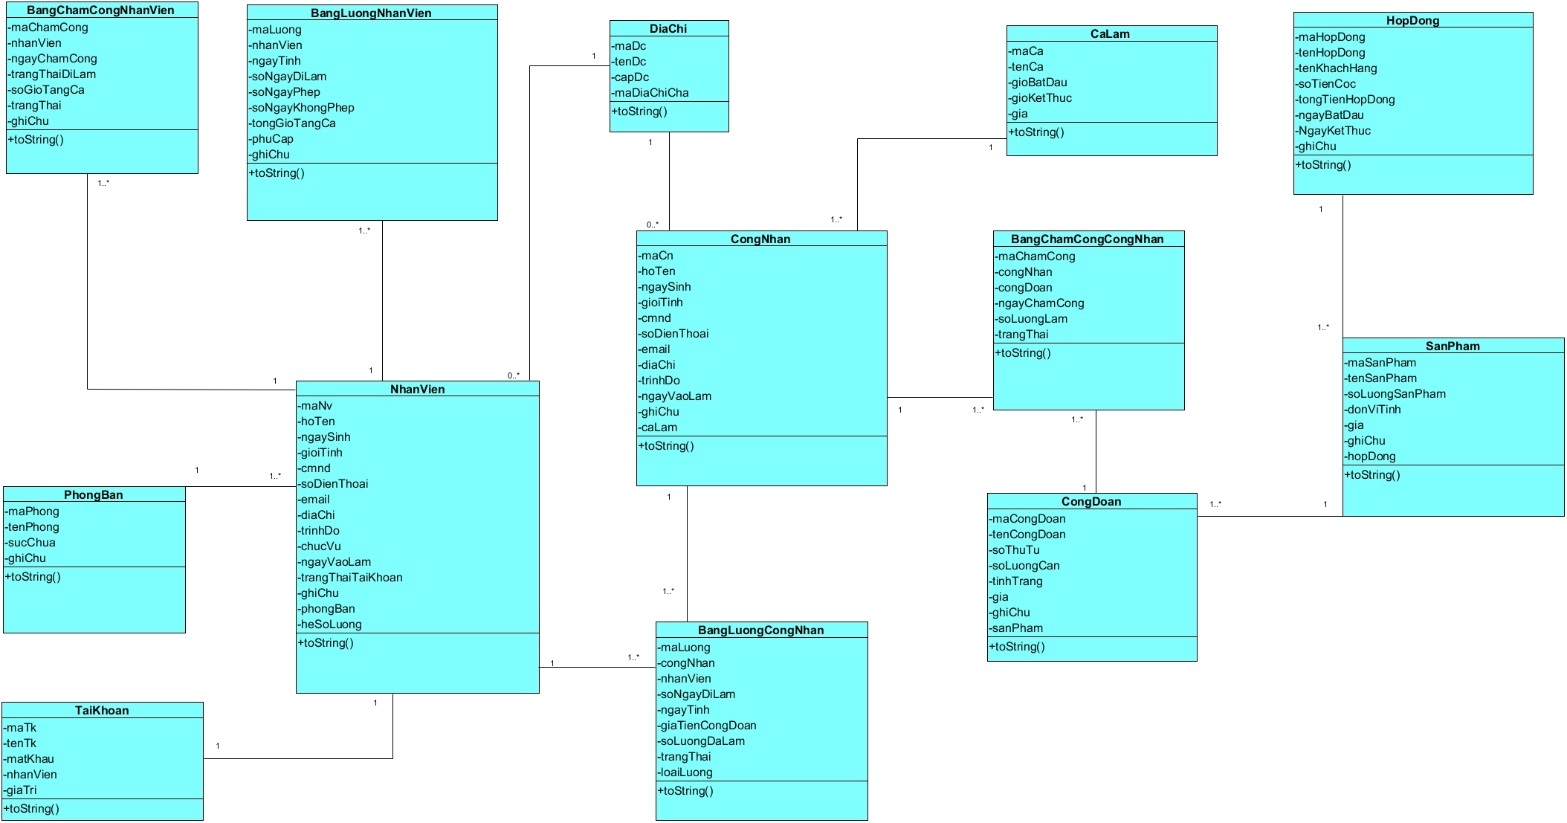 BangChamCongNhanVien
-maChamCong
-nhanVien
-ngayChamCong
-trangThaiDiLam
-soGioTangCa
-trangThai
-ghiChu
+toString()
1..*
1
BangLuongNhanVien
-maLuong
-nhanVien
-ngayTinh
-soNgayDiLam
-soNgayPhep
-soNgayKhongPhep
-tongGioTangCa
-phuCap
-ghiChu
+toString()
1..*
1
DiaChi
-maDc
-tenDc
-capDc
-maDiaChiCha
+toString()
1
0..*
1
0..*
CaLam
-maCa
-tenCa
-gioBatDau
-gioKetThuc
-gia
+toString()
1
1..*
HopDong
-maHopDong
-tenHopDong
-tenKhachHang
-soTienCoc
-tongTienHopDong
-ngayBatDau
-NgayKetThuc
-ghiChu
+toString()
1
1..*
CongNhan
-maCn
-hoTen
-ngaySinh
-gioiTinh
-cmnd
-soDienThoai
-email
-diaChi
-trinhDo
-ngayVaoLam
-ghiChu
-caLam
+toString()
1
1..*
1
1..*
BangChamCongCongNhan
-maChamCong
-congNhan
-congDoan
-ngayChamCong
-soLuongLam
-trangThai
+toString()
1..*
1
SanPham
-maSanPham
-tenSanPham
-soLuongSanPham
-donViTinh
-gia
-ghiChu
-hopDong
+toString()
1
1..*
NhanVien
-maNv
-hoTen
-ngaySinh
-gioiTinh
-cmnd
-soDienThoai
-email
-diaChi
-trinhDo
-chucVu
-ngayVaoLam
-trangThaiTaiKhoan
-ghiChu
-phongBan
-heSoLuong
+toString()
1
1..*
1
1
PhongBan
-maPhong
-tenPhong
-sucChua
-ghiChu
+toString()
1
1..*
CongDoan
-maCongDoan
-tenCongDoan
-soThuTu
-soLuongCan
-tinhTrang
-gia
-ghiChu
-sanPham
+toString()
BangLuongCongNhan
-maLuong
-congNhan
-nhanVien
-soNgayDiLam
-ngayTinh
-giaTienCongDoan
-soLuongDaLam
-trangThai
-loaiLuong
+toString()
TaiKhoan
-maTk
-tenTk
-matKhau
-nhanVien
-giaTri
+toString()